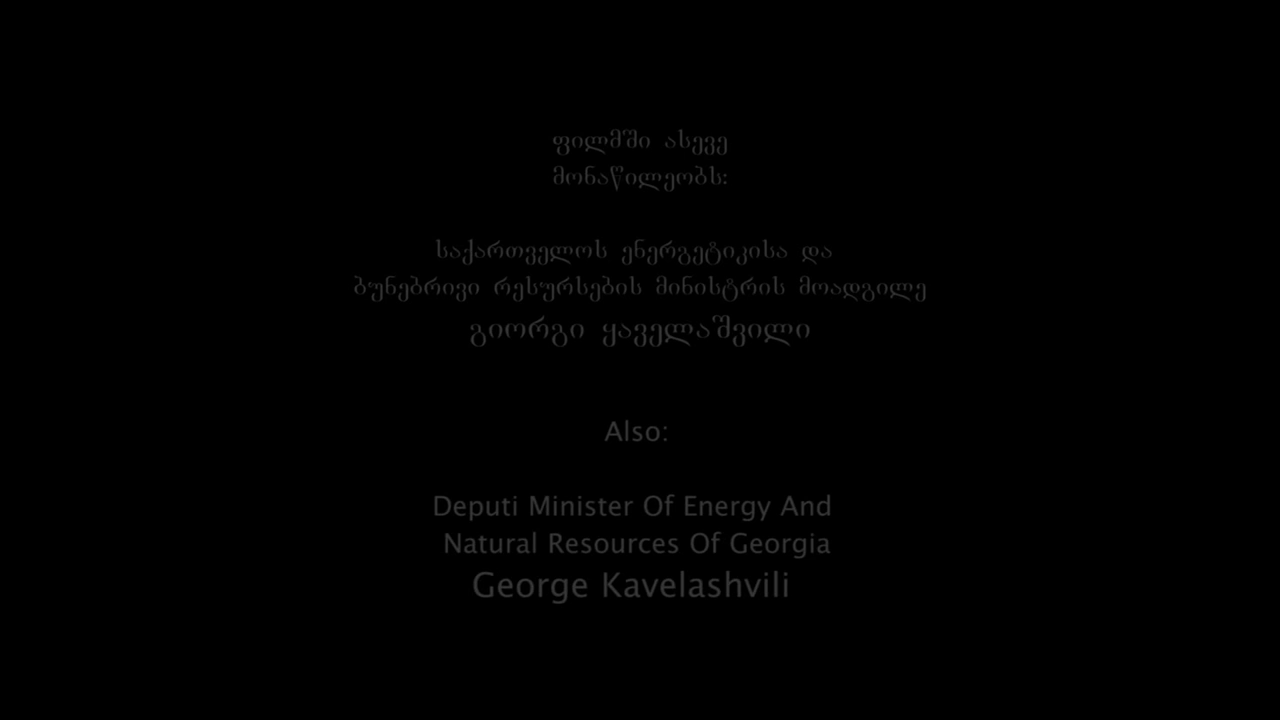 ფილმში ასევე
მონაწილეობს:
საქართველოს ენერგეტიკისა და
ბუნებრივი რესურსების მინისტრის მოადგილე
გიორგი ყაველაშვილი
Also:
Deputi Minister Of Energy And
Natural Resources Of Georgia
George Kavelashvili